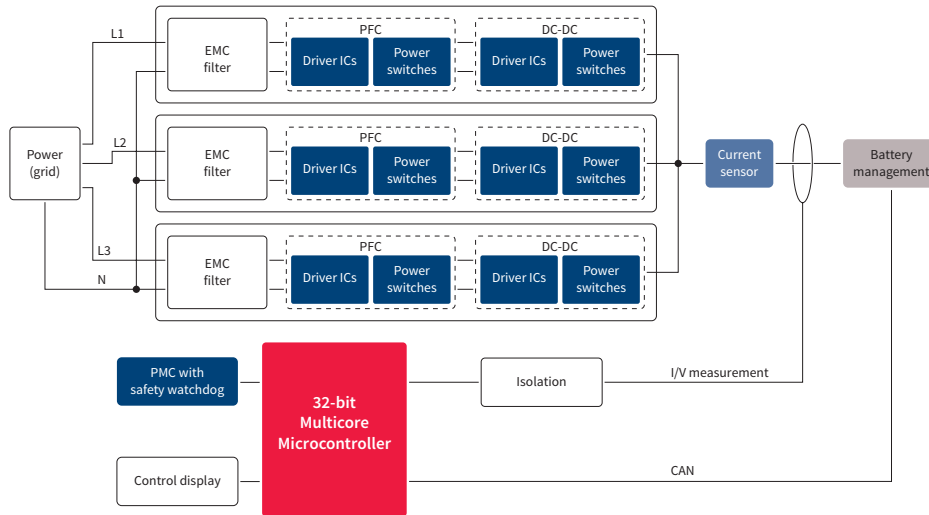 PFC
DC-DC
L1
EMC
filter
Driver ICs
Power
switches
Driver ICs
Power
switches
PFC
DC-DC
L2
Power
(grid)
EMC
filter
Driver ICs
Power
switches
Driver ICs
Power
switches
Current
sensor
Battery
management
PFC
DC-DC
L3
N
EMC
filter
Driver ICs
Power
switches
Driver ICs
Power
switches
PMC with
safety watchdog
32-bit
Multicore
Microcontroller
Isolation
I/V measurement
Control display
CAN